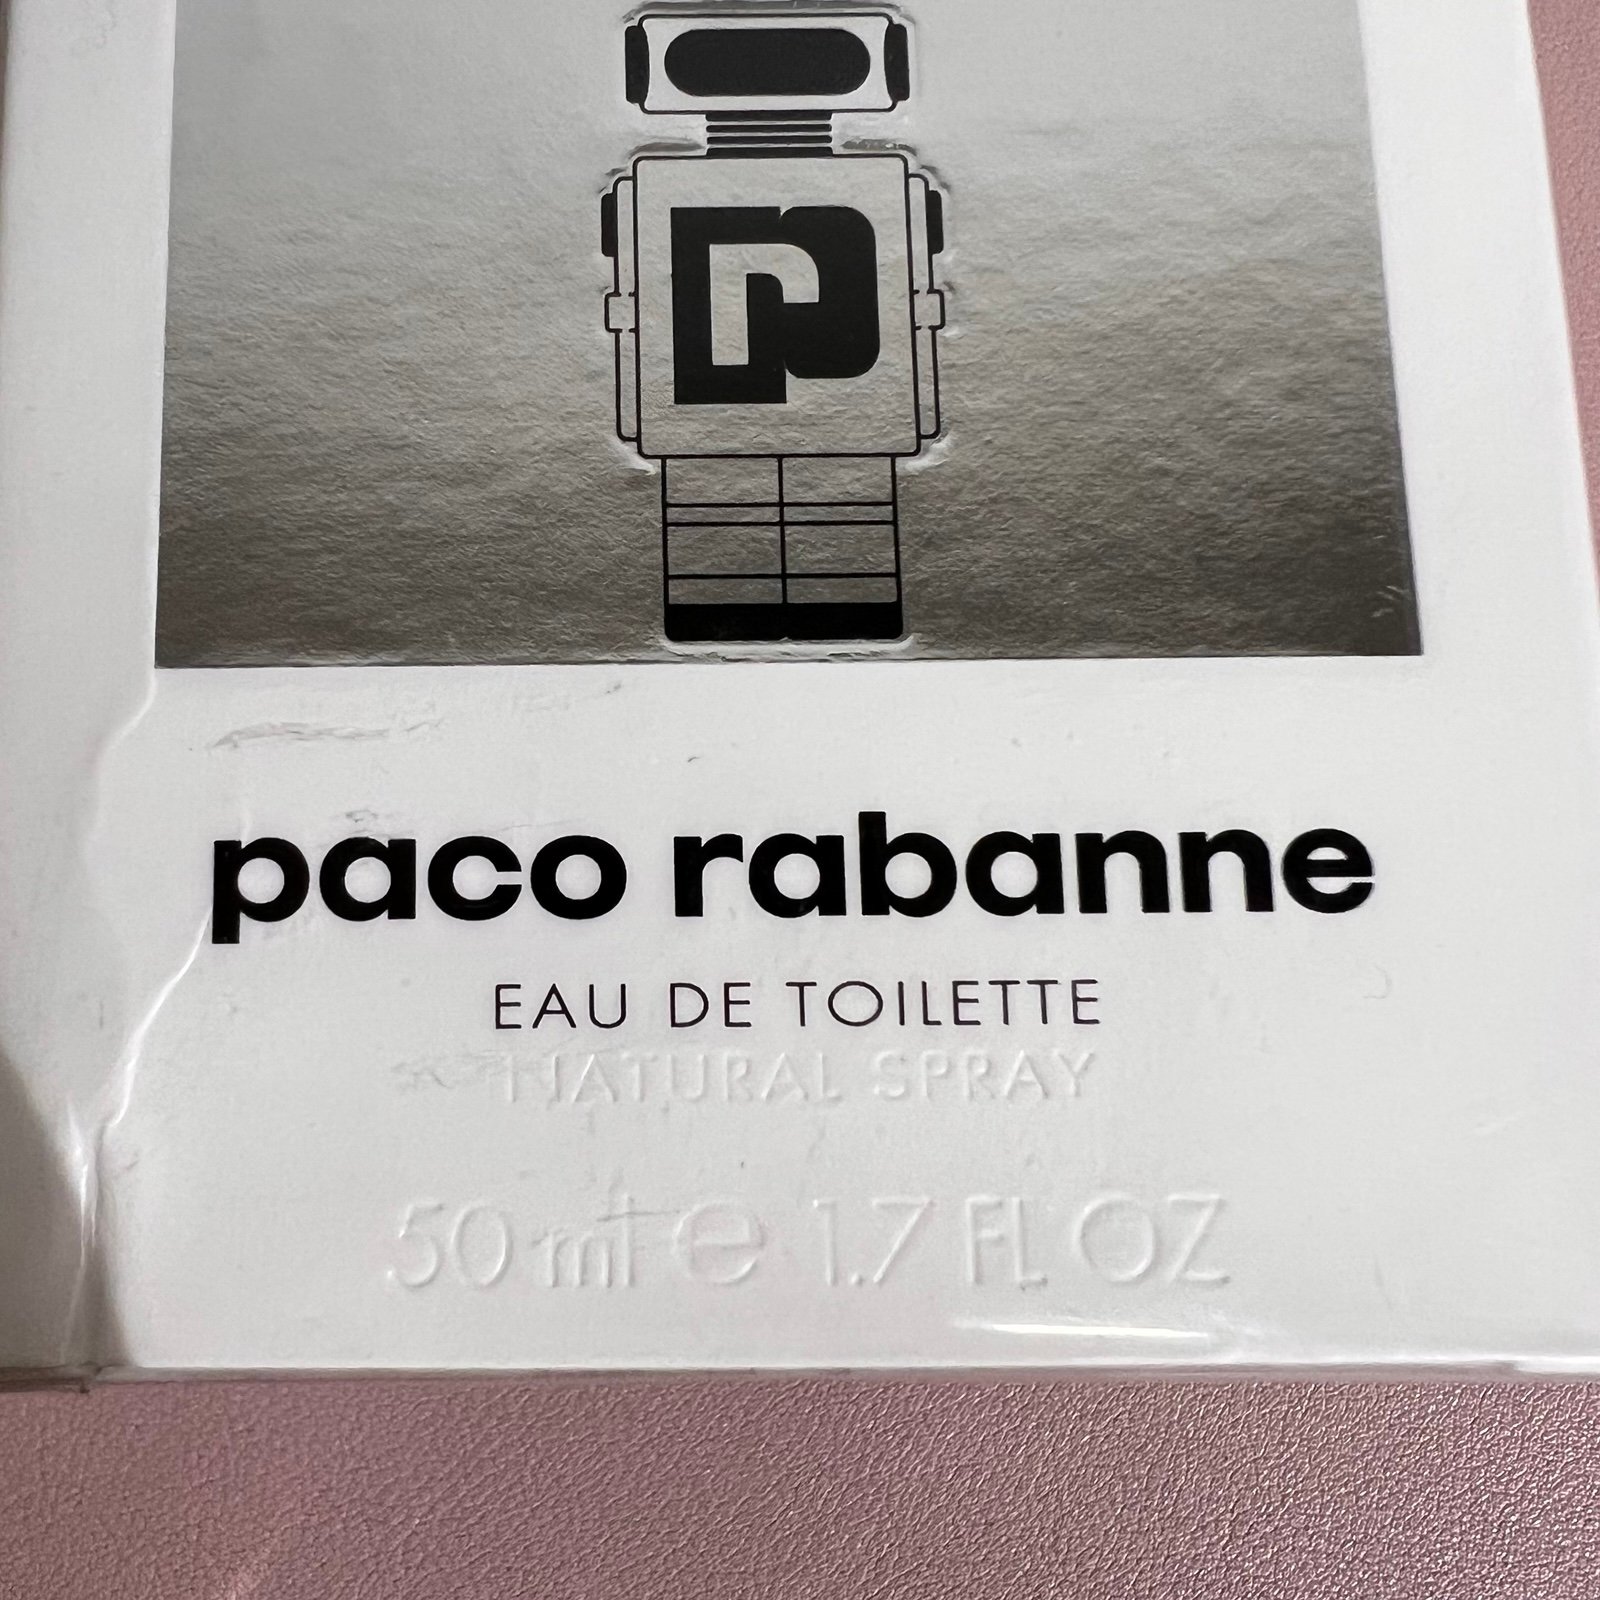 paco rabanne
EAU DE TOILETTE
NATURAL SPRAY
50 ml e 1.7 FL OZ